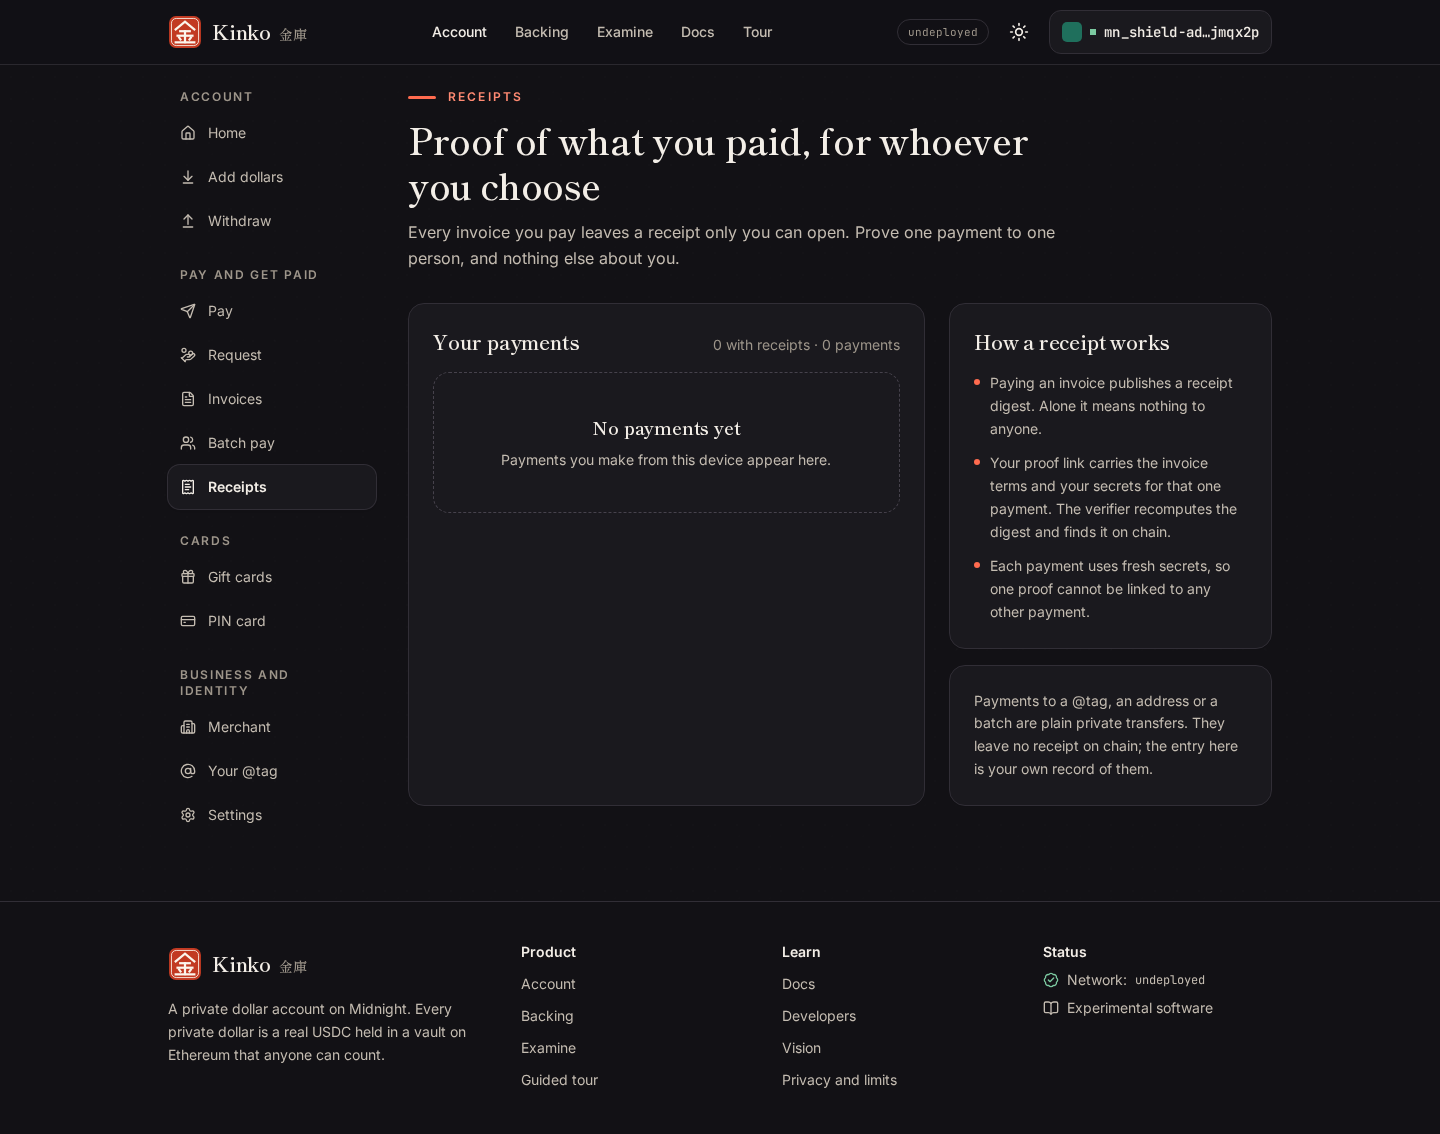 金 Kinko 金庫
Account Backing Examine Docs Tour
undeployed
mn_shield-ad…jmqx2p
ACCOUNT
Home
Add dollars
Withdraw
PAY AND GET PAID
Pay
Request
Invoices
Batch pay
Receipts
CARDS
Gift cards
PIN card
BUSINESS AND
IDENTITY
Merchant
Your @tag
Settings
RECEIPTS
Proof of what you paid, for whoever
you choose
Every invoice you pay leaves a receipt only you can open. Prove one payment to one
person, and nothing else about you.
Your payments
0 with receipts · 0 payments
No payments yet
Payments you make from this device appear here.
How a receipt works
Paying an invoice publishes a receipt
digest. Alone it means nothing to
anyone.
Your proof link carries the invoice
terms and your secrets for that one
payment. The verifier recomputes the
digest and finds it on chain.
Each payment uses fresh secrets, so
one proof cannot be linked to any
other payment.
Payments to a @tag, an address or a
batch are plain private transfers. They
leave no receipt on chain; the entry here
is your own record of them.
金 Kinko 金庫
A private dollar account on Midnight. Every
private dollar is a real USDC held in a vault on
Ethereum that anyone can count.
Product
Account
Backing
Examine
Guided tour
Learn
Docs
Developers
Vision
Privacy and limits
Status
Network: undeployed
Experimental software